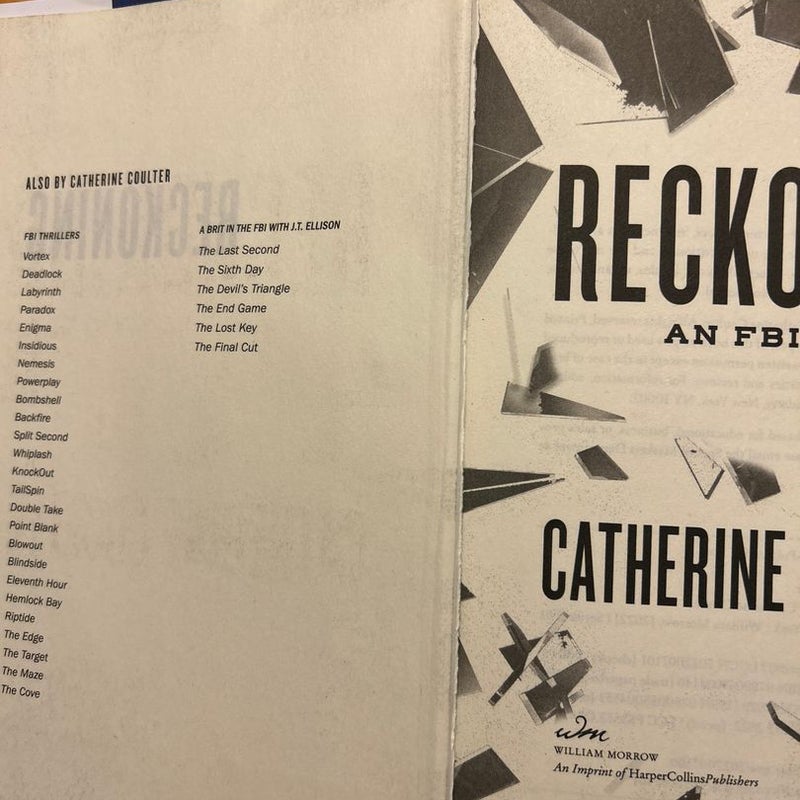 ALSO BY CATHERINE COULTER
FBI THRILLERS
Vortex
Deadlock
Labyrinth
Paradox
Enigma
Insidious
Nemesis
Powerplay
Bombshell
Backfire
Split Second
Whiplash
KnockOut
TailSpin
Double Take
Point Blank
Blowout
Blindside
Eleventh Hour
Hemlock Bay
Riptide
The Edge
The Target
The Maze
The Cove
A BRIT IN THE FBI WITH J.T. ELLISON
The Last Second
The Sixth Day
The Devil's Triangle
The End Game
The Lost Key
The Final Cut
RECKO
AN FBI
CATHERINE
wm
WILLIAM MORROW
An Imprint of HarperCollinsPublishers